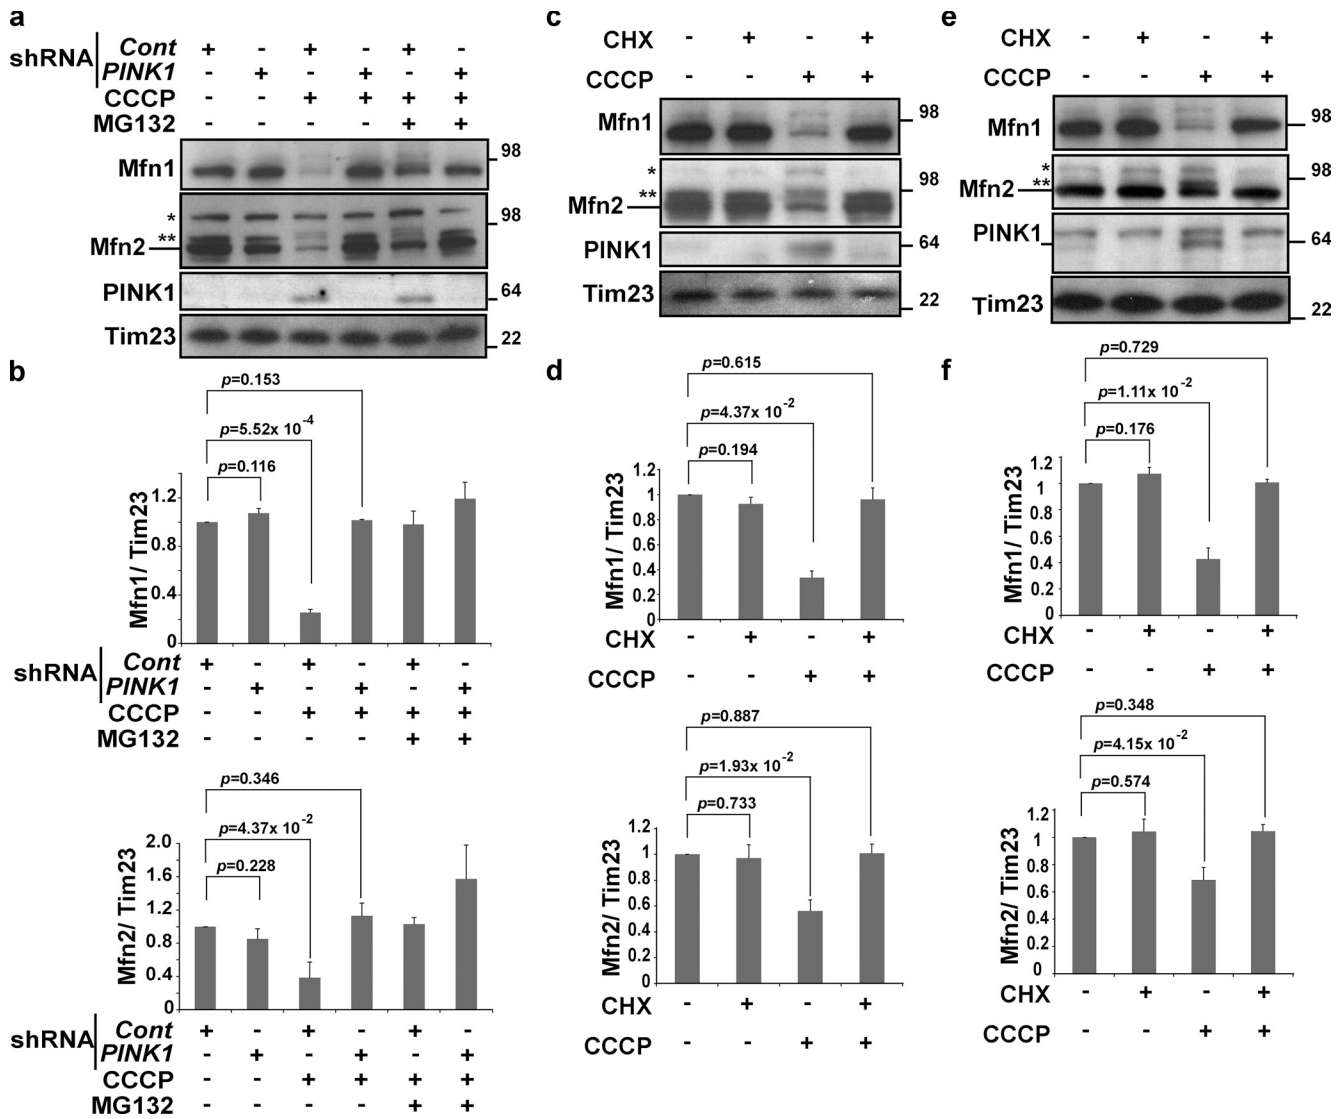 a
shRNA
Cont + - + - + -
PINK1 - + - + - +
CCCP - - + + + +
MG132 - - - - + +
Mfn1 98
* 98
**
Mfn2
PINK1 64
Tim23 22
b
p=0.153
p=5.52x 10 -4
p=0.116
Mfn1/ Tim23
1.2
0.8
0.4
0
shRNA
Cont + - + - + -
PINK1 - + - + - +
CCCP - - + + + +
MG132 - - - - + +
p=0.346
p=4.37x 10 -2
p=0.228
Mfn2/ Tim23
2.0
1.6
1.2
0.8
0.4
0
shRNA
Cont + - + - + -
PINK1 - + - + - +
CCCP - - + + + +
MG132 - - - - + +
c
CHX - + - +
CCCP - - + +
Mfn1 98
* 98
**
Mfn2
PINK1 64
Tim23 22
d
p=0.615
p=4.37x 10 -2
p=0.194
Mfn1/ Tim23
1.2
1
0.8
0.6
0.4
0.2
0
CHX - + - +
CCCP - - + +
p=0.887
p=1.93x 10 -2
p=0.733
Mfn2/ Tim23
1.2
1
0.8
0.6
0.4
0.2
0
CHX - + - +
CCCP - - + +
e
CHX - + - +
CCCP - - + +
Mfn1 98
*
** 98
Mfn2
PINK1 64
Tim23 22
f
p=0.729
p=1.11x 10 -2
p=0.176
Mfn1/ Tim23
1.2
1
0.8
0.6
0.4
0.2
0
CHX - + - +
CCCP - - + +
p=0.348
p=4.15x 10 -2
p=0.574
Mfn2/ Tim23
1.2
1
0.8
0.6
0.4
0.2
0
CHX - + - +
CCCP - - + +